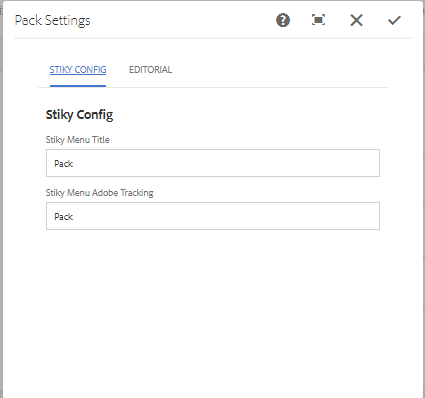 Pack Settings
STIKY CONFIG EDITORIAL
Stiky Config
Stiky Menu Title
Pack
Stiky Menu Adobe Tracking
Pack